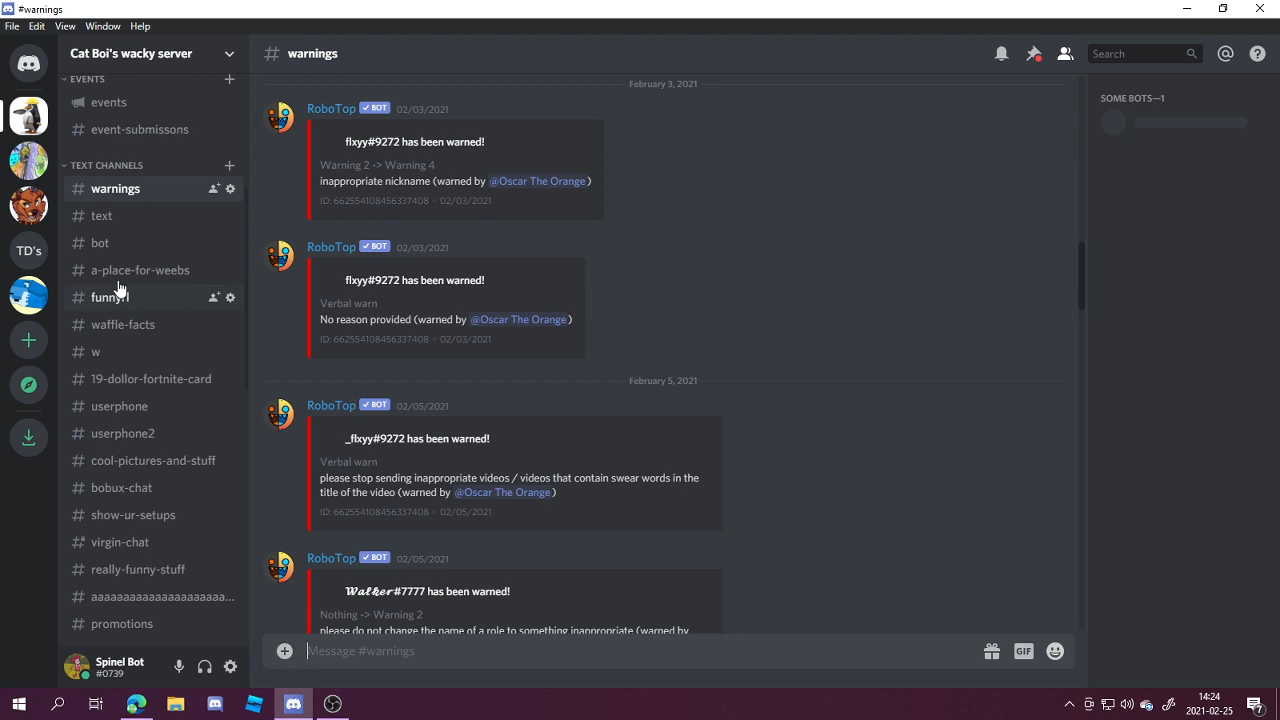 #warnings
File Edit View Window Help
Cat Boi's wacky server
# warnings
Search
EVENTS
events
# event-submissons
TEXT CHANNELS
# warnings
# text
# bot
# a-place-for-weebs
# waffle-facts
# w
# 19-dollor-fortnite-card
# userphone
# userphone2
# cool-pictures-and-stuff
# bobux-chat
# show-ur-setups
# virgin-chat
# really-funny-stuff
# aaaaaaaaaaaaaaaaaaaaa...
# promotions
TD's
Spinel Bot
#0739
February 3, 2021
RoboTop BOT 02/03/2021
flxyy#9272 has been warned!
Warning 2 -> Warning 4
inappropriate nickname (warned by @Oscar The Orange)
ID: 662554108456337408 • 02/03/2021
RoboTop BOT 02/03/2021
flxyy#9272 has been warned!
Verbal warn
No reason provided (warned by @Oscar The Orange)
ID: 662554108456337408 • 02/03/2021
February 5, 2021
RoboTop BOT 02/05/2021
_flxyy#9272 has been warned!
Verbal warn
please stop sending inappropriate videos / videos that contain swear words in the
title of the video (warned by @Oscar The Orange)
ID: 662554108456337408 • 02/05/2021
RoboTop BOT 02/05/2021
𝓦𝓪𝓵𝓴𝓮𝓻#7777 has been warned!
Nothing -> Warning 2
please do not change the name of a role to something inappropriate (warned by
Message #warnings
GIF
SOME BOTS—1
14:24
2021-02-25
7